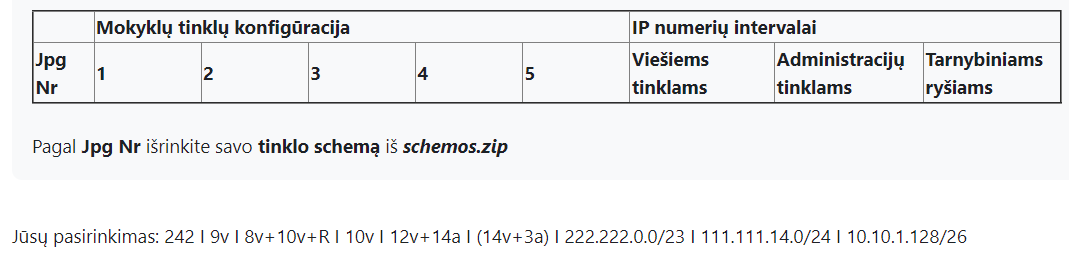 Mokyklų tinklų konfigūracija IP numerių intervalai
Jpg Nr 1 2 3 4 5 Viešiems tinklams Administracijų tinklams Tarnybiniams ryšiams
Pagal Jpg Nr išrinkite savo tinklo schemą iš schemos.zip
Jūsų pasirinkimas: 242 I 9v I 8v+10v+R I 10v I 12v+14a I (14v+3a) I 222.222.0.0/23 I 111.111.14.0/24 I 10.10.1.128/26